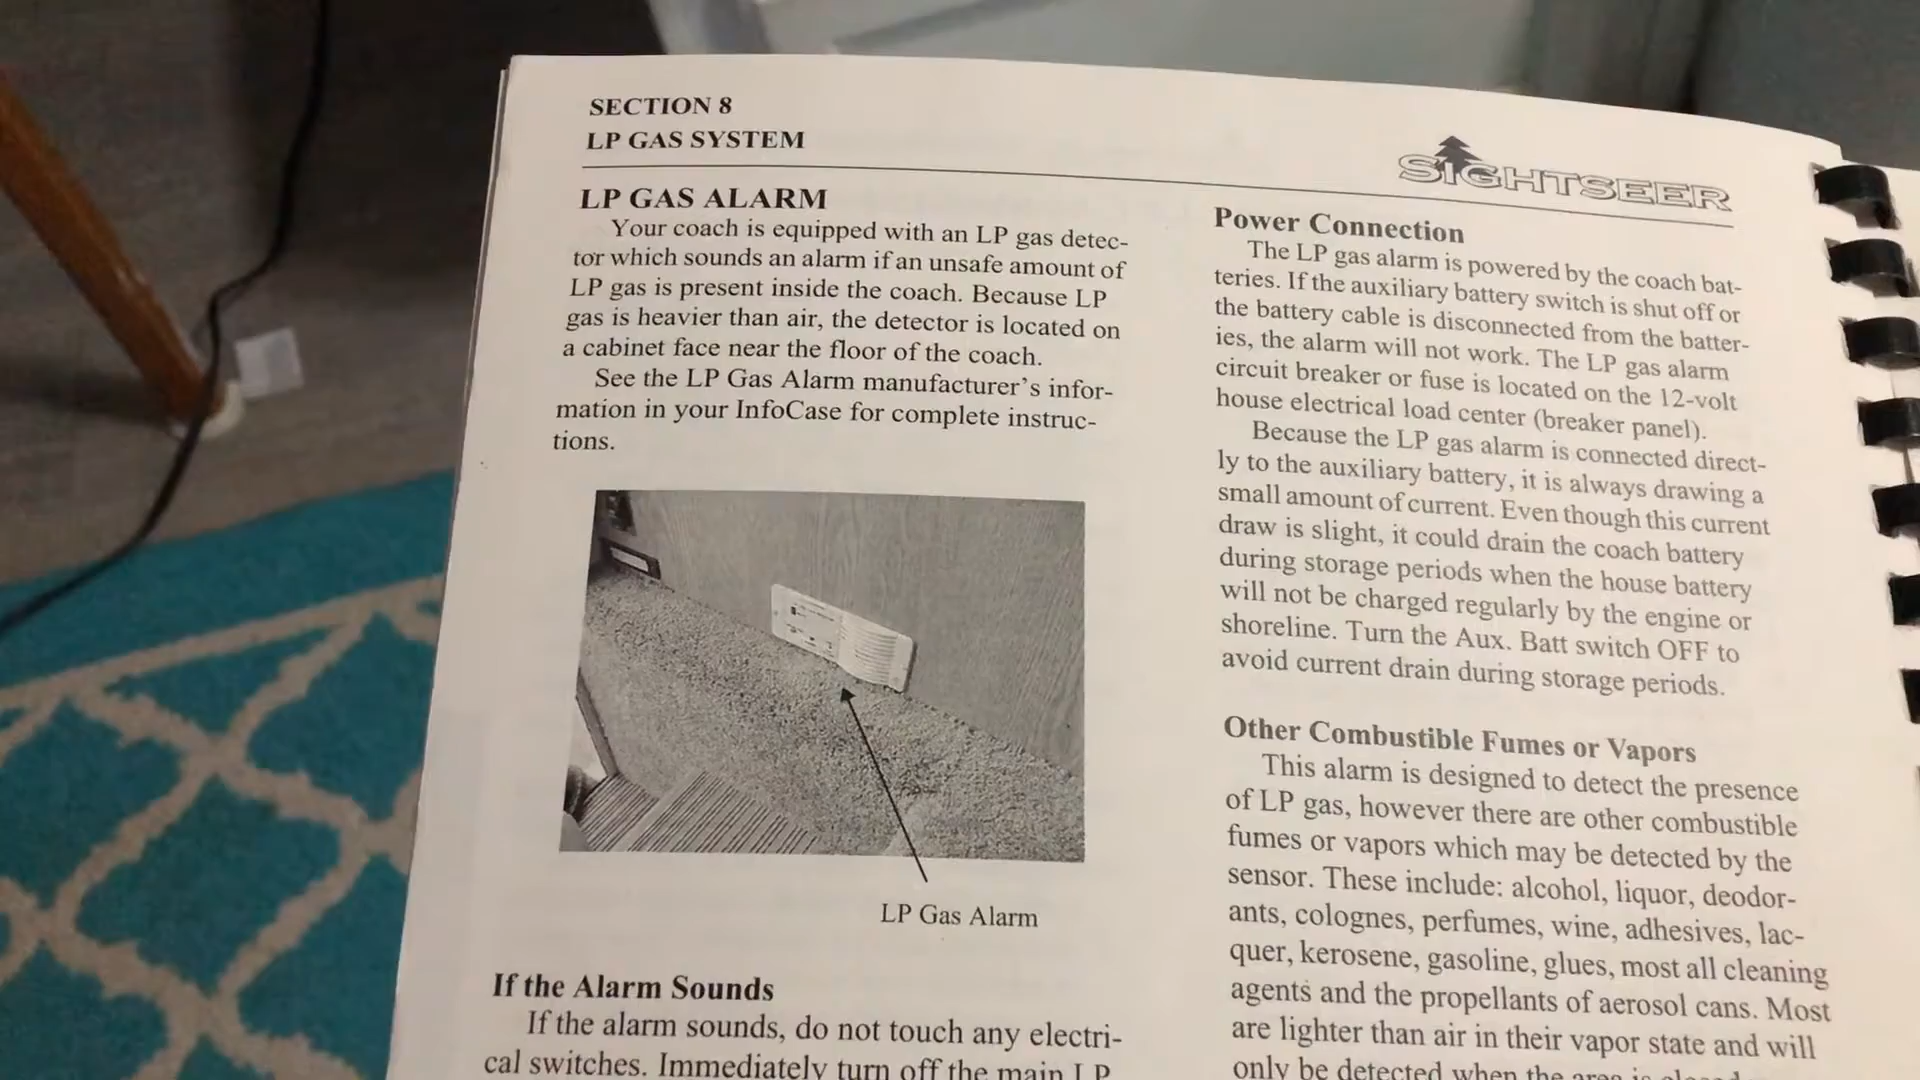 SECTION 8
LP GAS SYSTEM
SIGHTSEER
LP GAS ALARM
Your coach is equipped with an LP gas detec-
tor which sounds an alarm if an unsafe amount of
LP gas is present inside the coach. Because LP
gas is heavier than air, the detector is located on
a cabinet face near the floor of the coach.
See the LP Gas Alarm manufacturer's infor-
mation in your InfoCase for complete instruc-
tions.
LP Gas Alarm
If the Alarm Sounds
If the alarm sounds, do not touch any electri-
cal switches. Immediately turn off the main LP
Power Connection
The LP gas alarm is powered by the coach bat-
teries. If the auxiliary battery switch is shut off or
the battery cable is disconnected from the batter-
ies, the alarm will not work. The LP gas alarm
circuit breaker or fuse is located on the 12-volt
house electrical load center (breaker panel).
Because the LP gas alarm is connected direct-
ly to the auxiliary battery, it is always drawing a
small amount of current. Even though this current
draw is slight, it could drain the coach battery
during storage periods when the house battery
will not be charged regularly by the engine or
shoreline. Turn the Aux. Batt switch OFF to
avoid current drain during storage periods.
Other Combustible Fumes or Vapors
This alarm is designed to detect the presence
of LP gas, however there are other combustible
fumes or vapors which may be detected by the
sensor. These include: alcohol, liquor, deodor-
ants, colognes, perfumes, wine, adhesives, lac-
quer, kerosene, gasoline, glues, most all cleaning
agents and the propellants of aerosol cans. Most
are lighter than air in their vapor state and will
only be detected when the area is closed